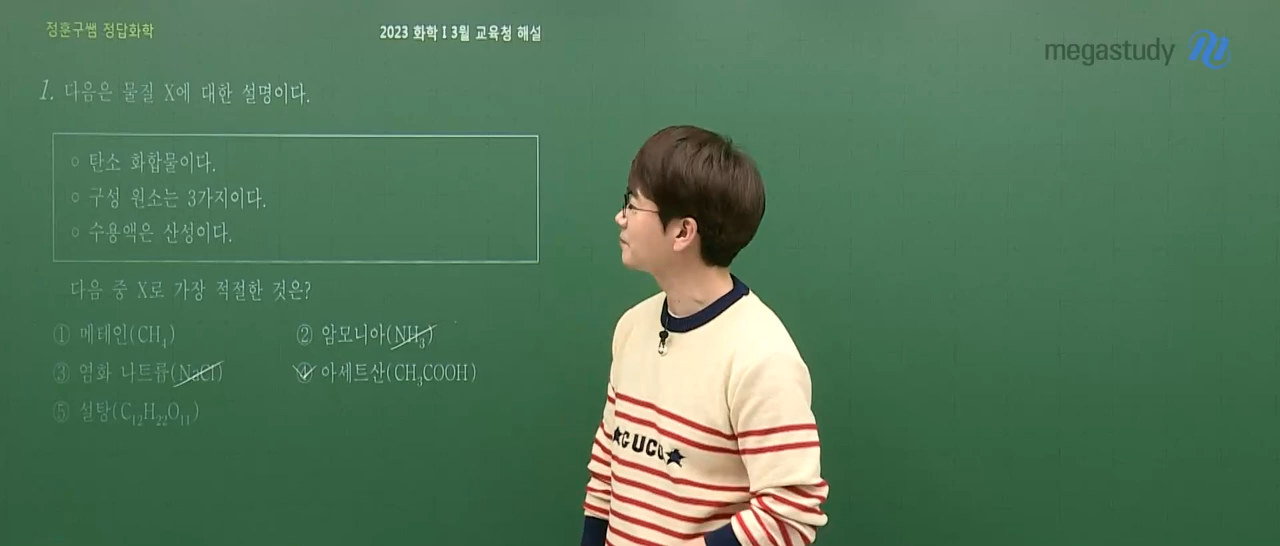 정훈구쌤 정답화학
2023 화학 I 3월 교육청 해설
megastudy
1. 다음은 물질 X에 대한 설명이다.
○ 탄소 화합물이다.
○ 구성 원소는 3가지이다.
○ 수용액은 산성이다.
다음 중 X로 가장 적절한 것은?
① 메테인(CH₄) ② 암모니아(NH₃)
③ 염화 나트륨(NaCl) ④ 아세트산(CH₃COOH)
⑤ 설탕(C₁₂H₂₂O₁₁)
★GUCCI★